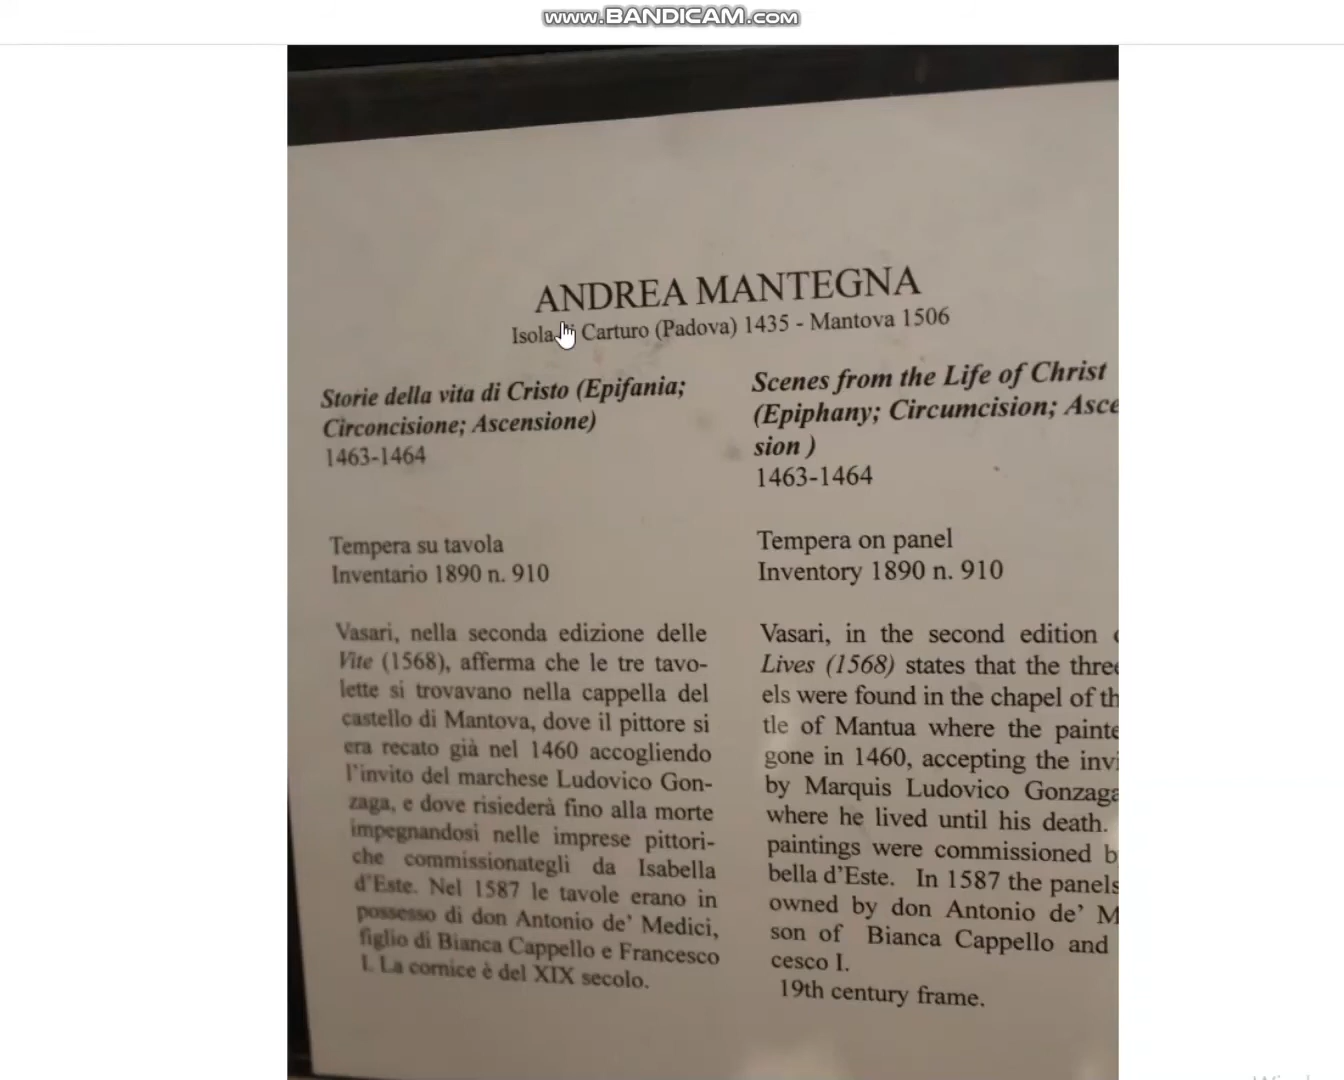 www.BANDICAM.com
ANDREA MANTEGNA
Isola Carturo (Padova) 1435 - Mantova 1506
Storie della vita di Cristo (Epifania;
Circoncisione; Ascensione)
1463-1464
Tempera su tavola
Inventario 1890 n. 910
Vasari, nella seconda edizione delle
Vite (1568), afferma che le tre tavo-
lette si trovavano nella cappella del
castello di Mantova, dove il pittore si
era recato già nel 1460 accogliendo
l'invito del marchese Ludovico Gon-
zaga, e dove risiederà fino alla morte
impegnandosi nelle imprese pittori-
che commissionategli da Isabella
d'Este. Nel 1587 le tavole erano in
possesso di don Antonio de' Medici,
figlio di Bianca Cappello e Francesco
I. La cornice è del XIX secolo.
Scenes from the Life of Christ
(Epiphany; Circumcision; Asce
sion )
1463-1464
Tempera on panel
Inventory 1890 n. 910
Vasari, in the second edition
Lives (1568) states that the three
els were found in the chapel of th
tle of Mantua where the painte
gone in 1460, accepting the invi
by Marquis Ludovico Gonzaga
where he lived until his death.
paintings were commissioned b
bella d'Este. In 1587 the panels
owned by don Antonio de' M
son of Bianca Cappello and
cesco I.
19th century frame.